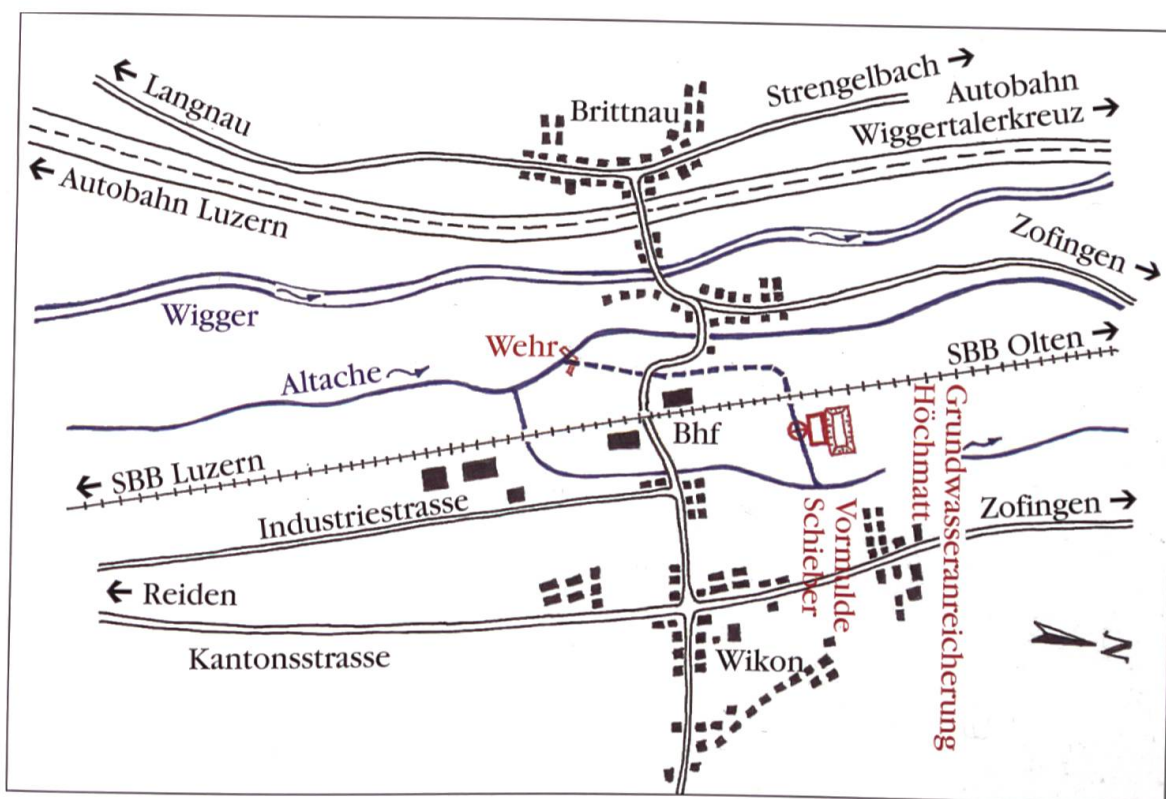 ← Langnau
Brittnau
Strengelbach →
Autobahn
Wiggertalerkreuz →
← Autobahn Luzern
Zofingen →
Wigger
Wehr
SBB Olten →
Altache
Bhf
← SBB Luzern
Industriestrasse
Grundwasseranreicherung
Höchmatt
Vormulde
Schieber
Zofingen →
← Reiden
Kantonsstrasse
Wikon
N